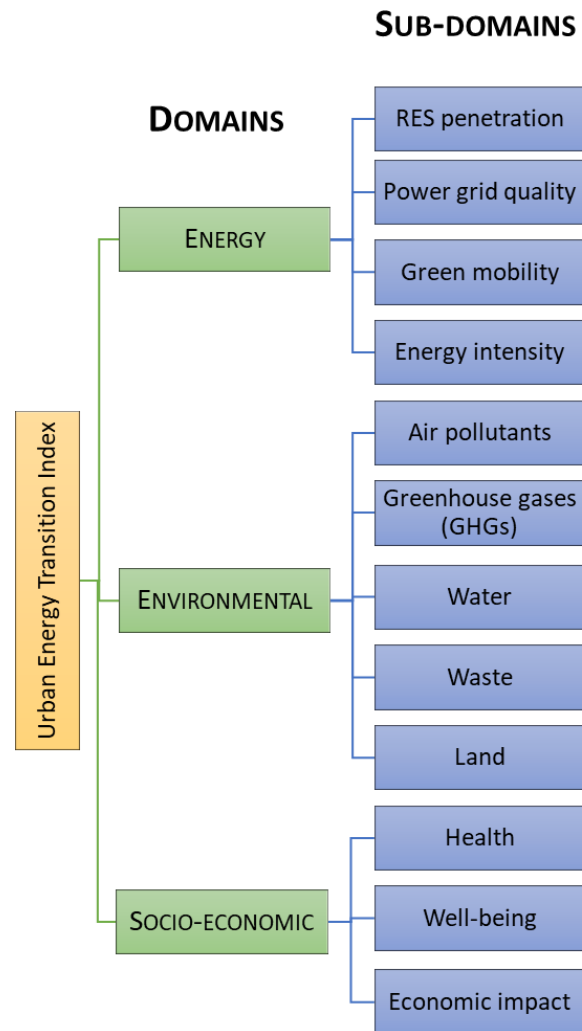 SUB-DOMAINS
DOMAINS
RES penetration
Power grid quality
ENERGY
Green mobility
Energy intensity
Urban Energy Transition Index
Air pollutants
Greenhouse gases
(GHGs)
ENVIRONMENTAL
Water
Waste
Land
Health
SOCIO-ECONOMIC
Well-being
Economic impact